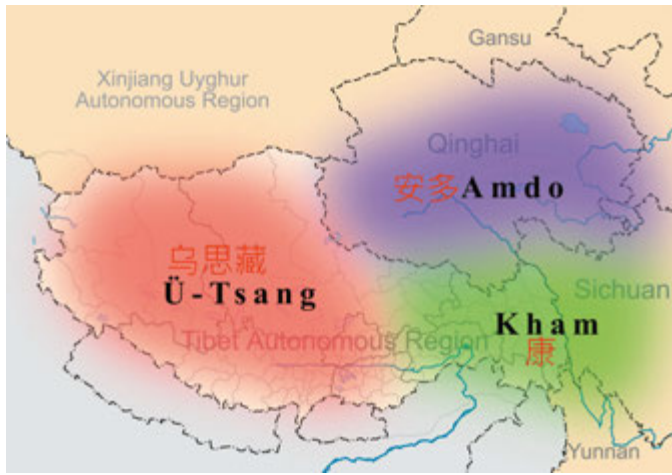 Gansu
Xinjiang Uyghur
Autonomous Region
Qinghai
安多Amdo
乌思藏
Ü-Tsang
Sichuan
Kham
Tibet Autonomous Region
康
Yunnan